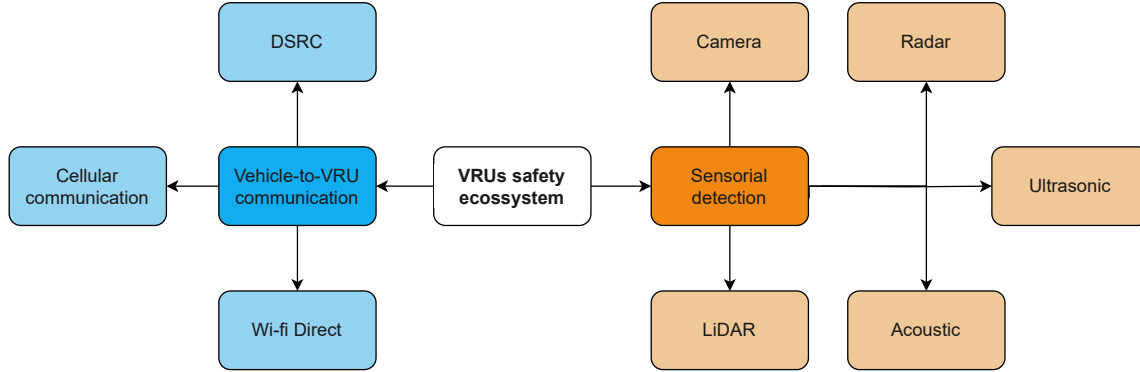 DSRC
Camera
Radar
Cellular
communication
Vehicle-to-VRU
communication
VRUs safety
ecosystem
Sensorial
detection
Ultrasonic
Wi-fi Direct
LiDAR
Acoustic